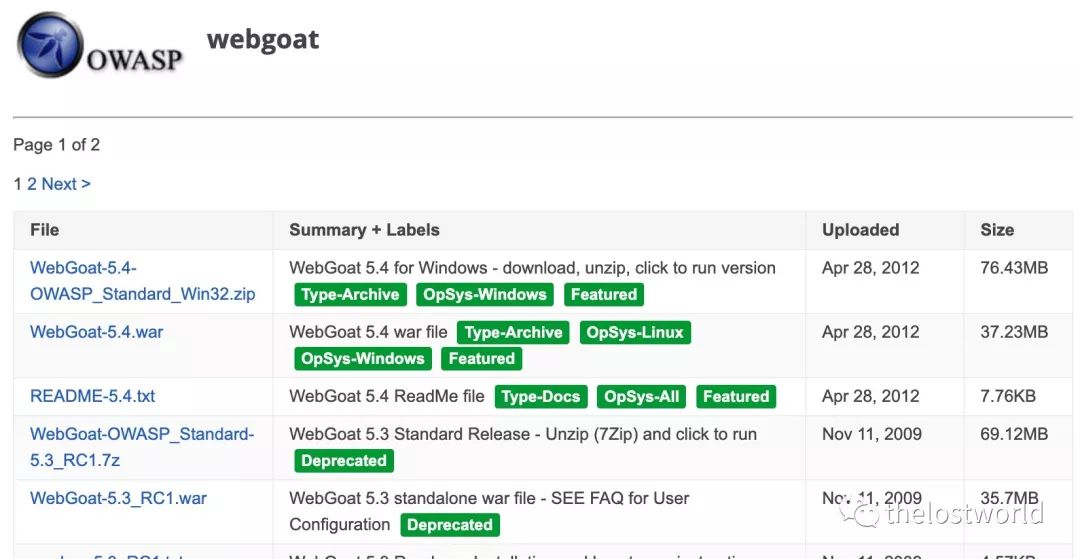 OWASP
webgoat
Page 1 of 2
1 2 Next >
File Summary + Labels Uploaded Size
WebGoat-5.4- WebGoat 5.4 for Windows - download, unzip, click to run version Apr 28, 2012 76.43MB
OWASP_Standard_Win32.zip Type-Archive OpSys-Windows Featured
WebGoat-5.4.war WebGoat 5.4 war file Type-Archive OpSys-Linux Apr 28, 2012 37.23MB
OpSys-Windows Featured
README-5.4.txt WebGoat 5.4 ReadMe file Type-Docs OpSys-All Featured Apr 28, 2012 7.76KB
WebGoat-OWASP_Standard- WebGoat 5.3 Standard Release - Unzip (7Zip) and click to run Nov 11, 2009 69.12MB
5.3_RC1.7z Deprecated
WebGoat-5.3_RC1.war WebGoat 5.3 standalone war file - SEE FAQ for User Nov 11, 2009 35.7MB
Configuration Deprecated
thelostworld